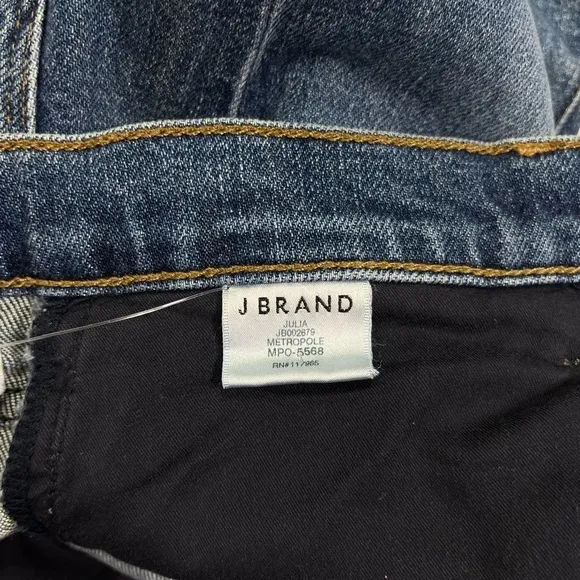 J BRAND
JULIA
JB002679
METROPOLE
MPO-5568
RN#117965